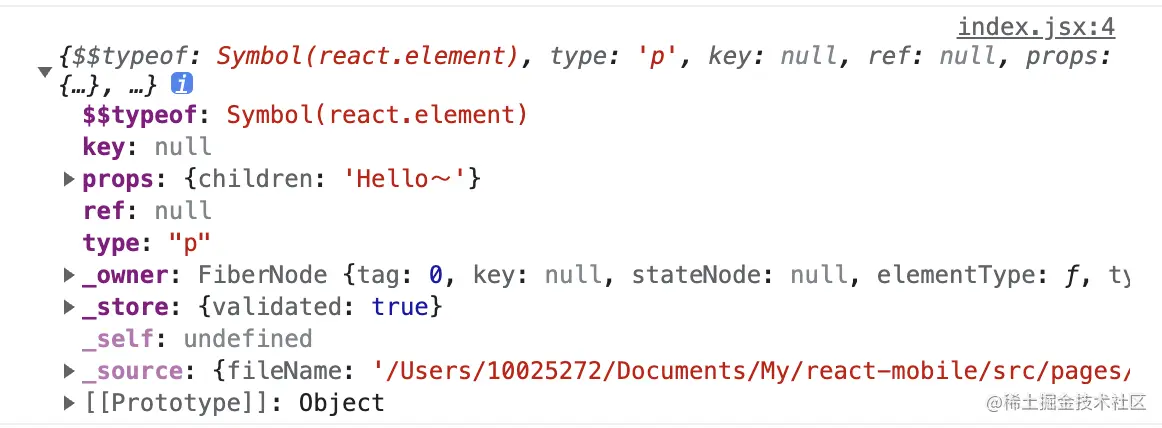 index.jsx:4
{$$typeof: Symbol(react.element), type: 'p', key: null, ref: null, props:
{…}, …} i
$$typeof: Symbol(react.element)
key: null
props: {children: 'Hello～'}
ref: null
type: "p"
_owner: FiberNode {tag: 0, key: null, stateNode: null, elementType: ƒ, ty
_store: {validated: true}
_self: undefined
_source: {fileName: '/Users/10025272/Documents/My/react-mobile/src/pages/
[[Prototype]]: Object
@稀土掘金技术社区